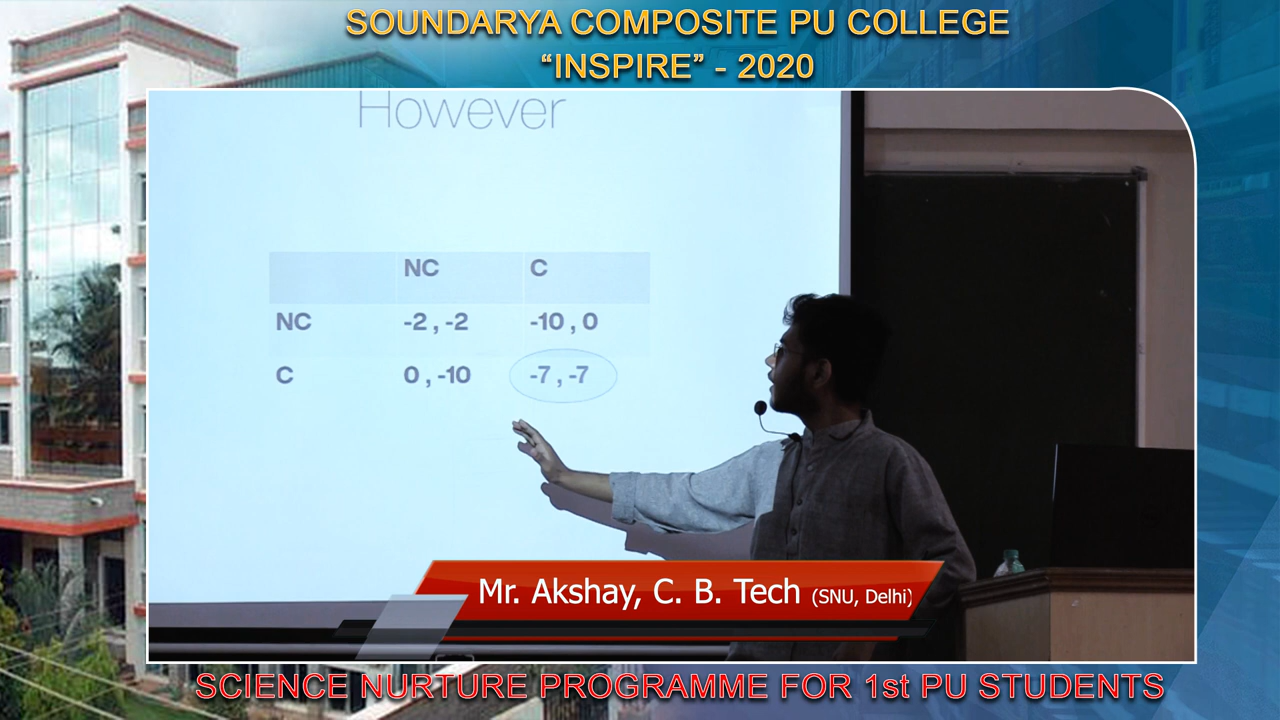 SOUNDARYA COMPOSITE PU COLLEGE
“INSPIRE” - 2020
However
NC C
NC -2 , -2 -10 , 0
C 0 , -10 -7 , -7
Mr. Akshay, C. B. Tech (SNU, Delhi)
SCIENCE NURTURE PROGRAMME FOR 1st PU STUDENTS